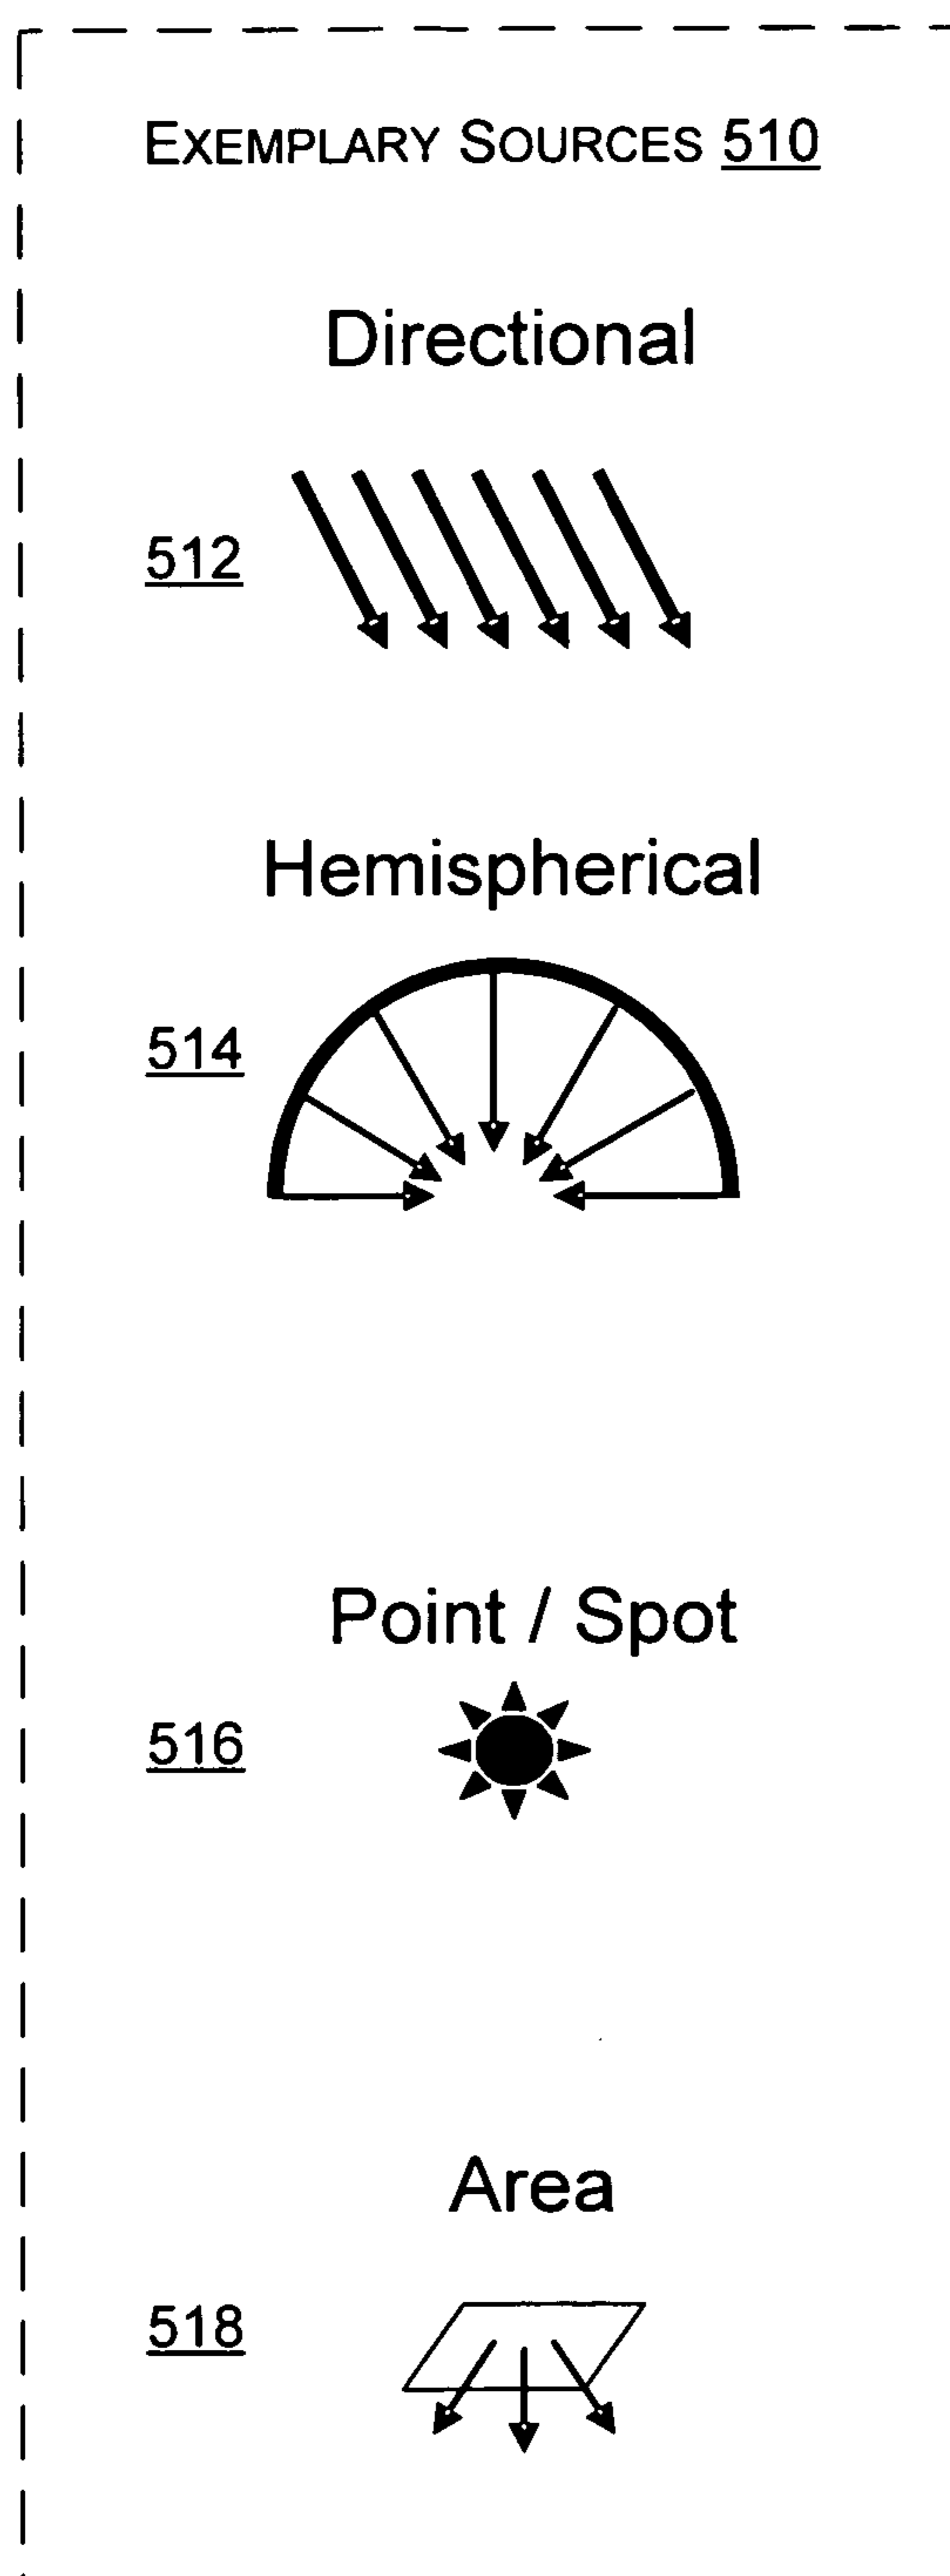 EXEMPLARY SOURCES 510
Directional
512
Hemispherical
514
Point / Spot
516
Area
518